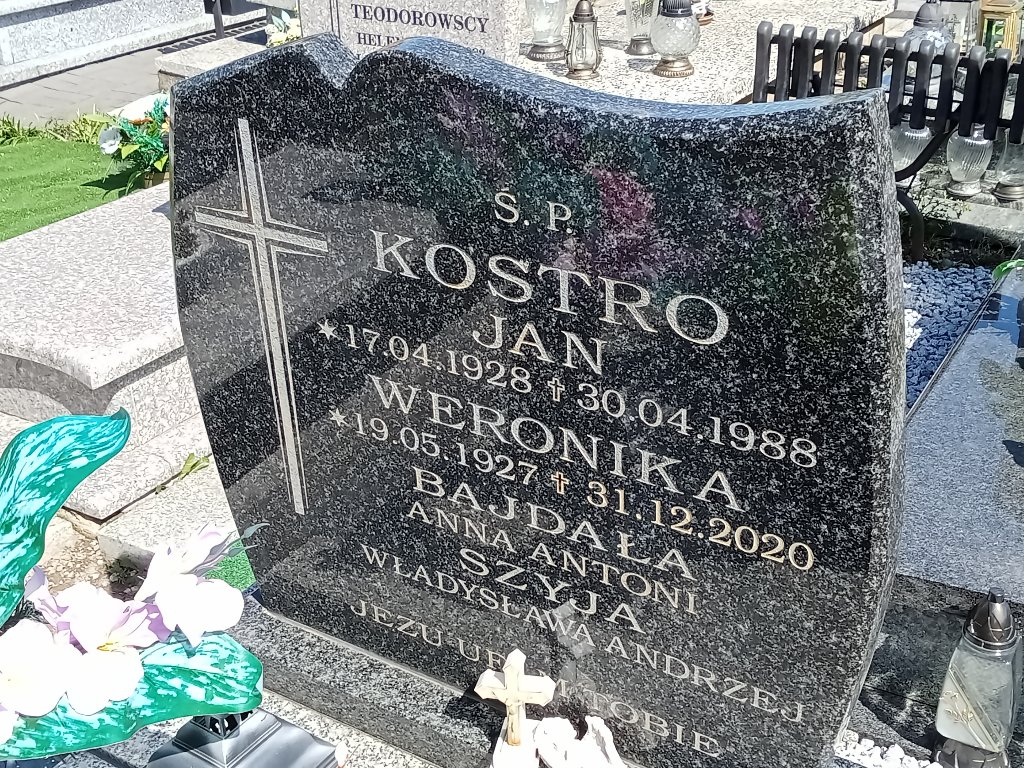 TEODOROWSCY
Ś. P.
KOSTRO
JAN
★17.04.1928 ✝ 30.04.1988
WERONIKA
★19.05.1927 ✝ 31.12.2020
BAJDAŁA
ANNA ANTONI
SZYJA
WŁADYSŁAWA ANDRZEJ
JEZU TOBIE